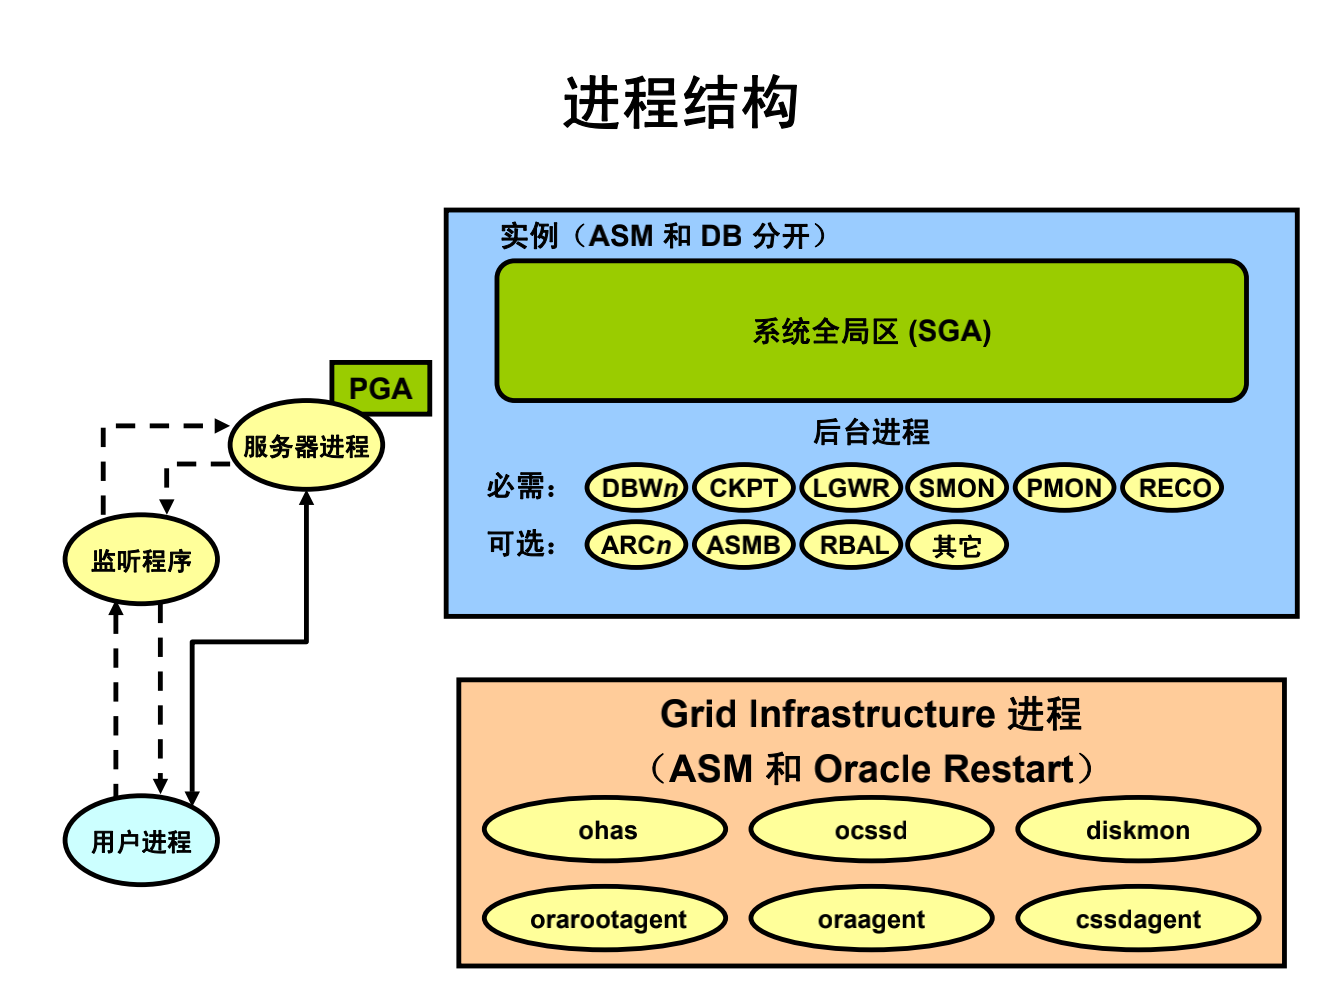 进程结构
实例（ASM 和 DB 分开）
系统全局区 (SGA)
PGA
服务器进程
后台进程
必需： DBWn CKPT LGWR SMON PMON RECO
可选： ARCn ASMB RBAL 其它
监听程序
用户进程
Grid Infrastructure 进程
（ASM 和 Oracle Restart）
ohas ocssd diskmon
orarootagent oraagent cssdagent